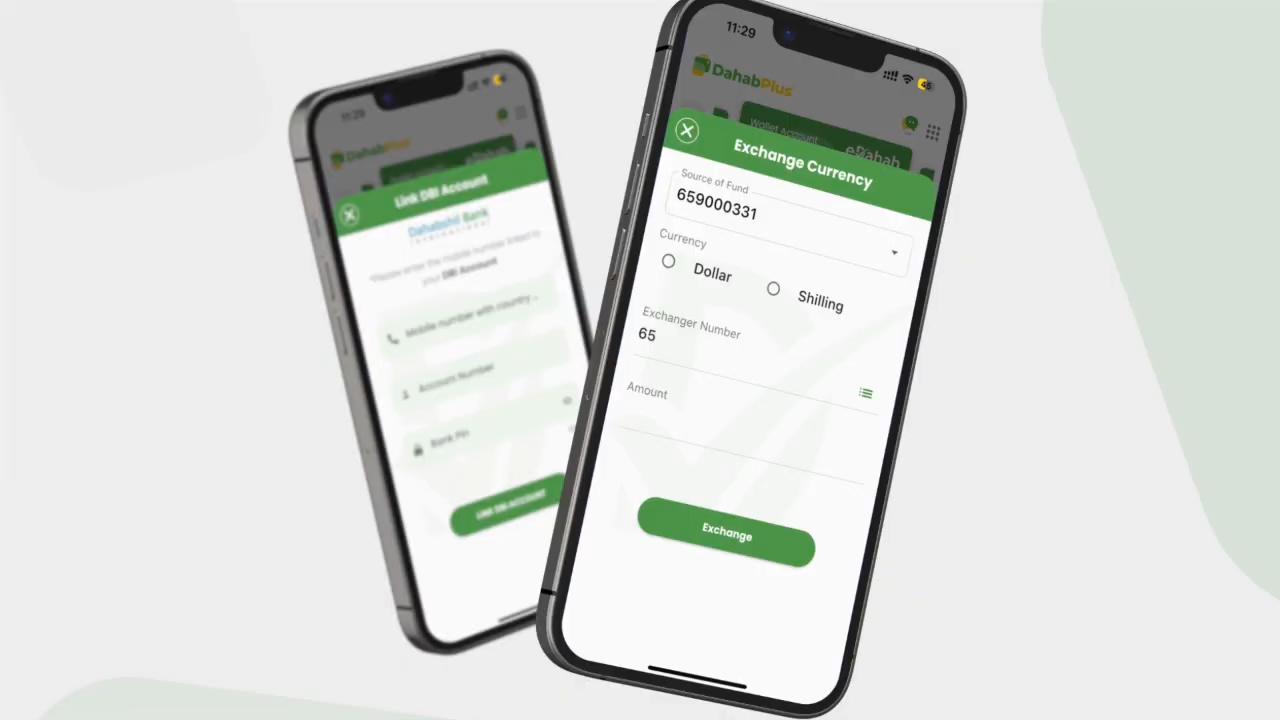 11:29
DahabPlus
Link DBI Account
Dahabshil Bank
International
*Please enter the mobile number linked to
your DBI Account
Mobile number with country ..
Account Number
Bank Pin
LINK DBI ACCOUNT
11:29
45
DahabPlus
Wallet Account
eDahab
Exchange Currency
Source of Fund
659000331
Currency
Dollar
Shilling
Exchanger Number
65
Amount
Exchange